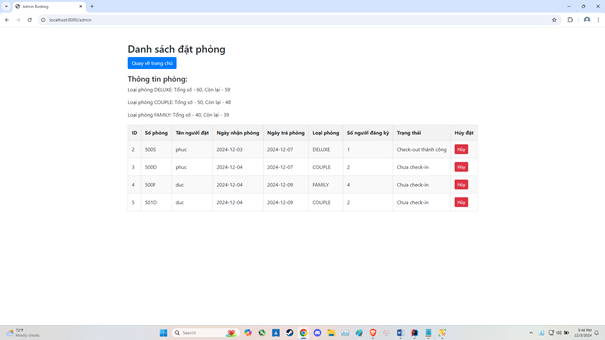 Admin Booking
localhost:8080/admin
Danh sách đặt phòng
Quay về trang chủ
Thông tin phòng:
Loại phòng DELUXE: Tổng số - 60, Còn lại - 59
Loại phòng COUPLE: Tổng số - 50, Còn lại - 48
Loại phòng FAMILY: Tổng số - 40, Còn lại - 39
ID Số phòng Tên người đặt Ngày nhận phòng Ngày trả phòng Loại phòng Số người đăng ký Trạng thái Hủy đặt
2 500S phuc 2024-12-03 2024-12-07 DELUXE 1 Check-out thành công Hủy
3 500D phuc 2024-12-04 2024-12-07 COUPLE 2 Chưa check-in Hủy
4 500F duc 2024-12-04 2024-12-09 FAMILY 4 Chưa check-in Hủy
5 501D duc 2024-12-04 2024-12-09 COUPLE 2 Chưa check-in Hủy
72°F
Mostly cloudy
Search
9:46 PM
12/3/2024